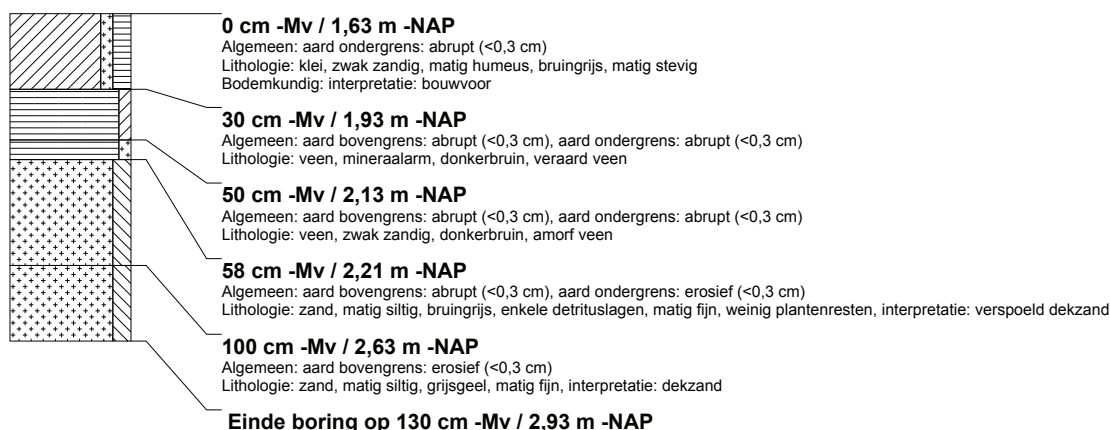 0 cm -Mv / 1,63 m -NAP
Algemeen: aard ondergrens: abrupt (<0,3 cm)
Lithologie: klei, zwak zandig, matig humeus, bruingrijs, matig stevig
Bodemkundig: interpretatie: bouwvoor
30 cm -Mv / 1,93 m -NAP
Algemeen: aard bovengrens: abrupt (<0,3 cm), aard ondergrens: abrupt (<0,3 cm)
Lithologie: veen, mineraalarm, donkerbruin, veraard veen
50 cm -Mv / 2,13 m -NAP
Algemeen: aard bovengrens: abrupt (<0,3 cm), aard ondergrens: abrupt (<0,3 cm)
Lithologie: veen, zwak zandig, donkerbruin, amorf veen
58 cm -Mv / 2,21 m -NAP
Algemeen: aard bovengrens: abrupt (<0,3 cm), aard ondergrens: erosief (<0,3 cm)
Lithologie: zand, matig siltig, bruingrijs, enkele detrituslagen, matig fijn, weinig plantenresten, interpretatie: verspoeld dekzand
100 cm -Mv / 2,63 m -NAP
Algemeen: aard bovengrens: erosief (<0,3 cm)
Lithologie: zand, matig siltig, grijsgeel, matig fijn, interpretatie: dekzand
Einde boring op 130 cm -Mv / 2,93 m -NAP